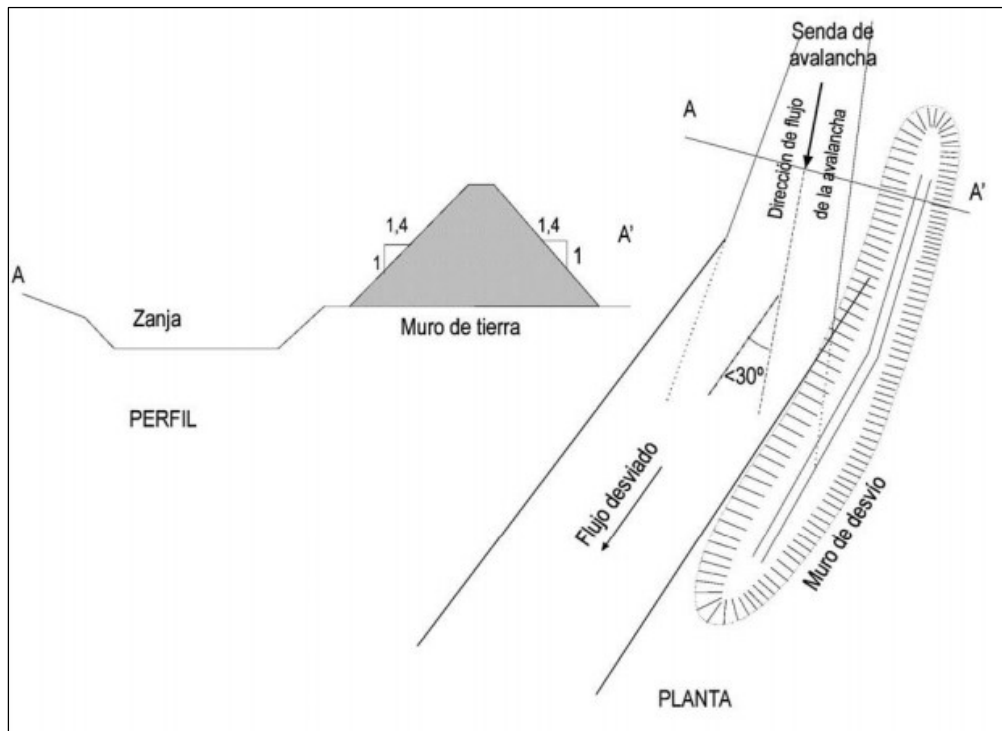 A
Zanja
PERFIL
1,4
1
1,4
1
A'
Muro de tierra
Senda de
avalancha
A
A'
Dirección de flujo
de la avalancha
<30º
Flujo desviado
Muro de desvío
PLANTA